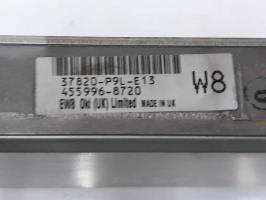 37820-P9L-E13
455996-8720
EW8 Oki (UK) Limited MADE IN UK
W8